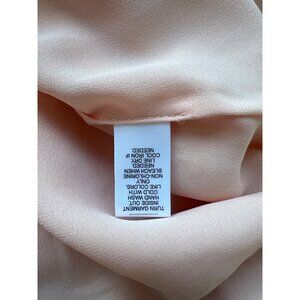 TURN GARMENT
INSIDE OUT.
HAND WASH
COLD WITH
LIKE COLORS.
ONLY
NON-CHLORINE
BLEACH WHEN
NEEDED.
LINE DRY.
COOL IRON IF
NEEDED.